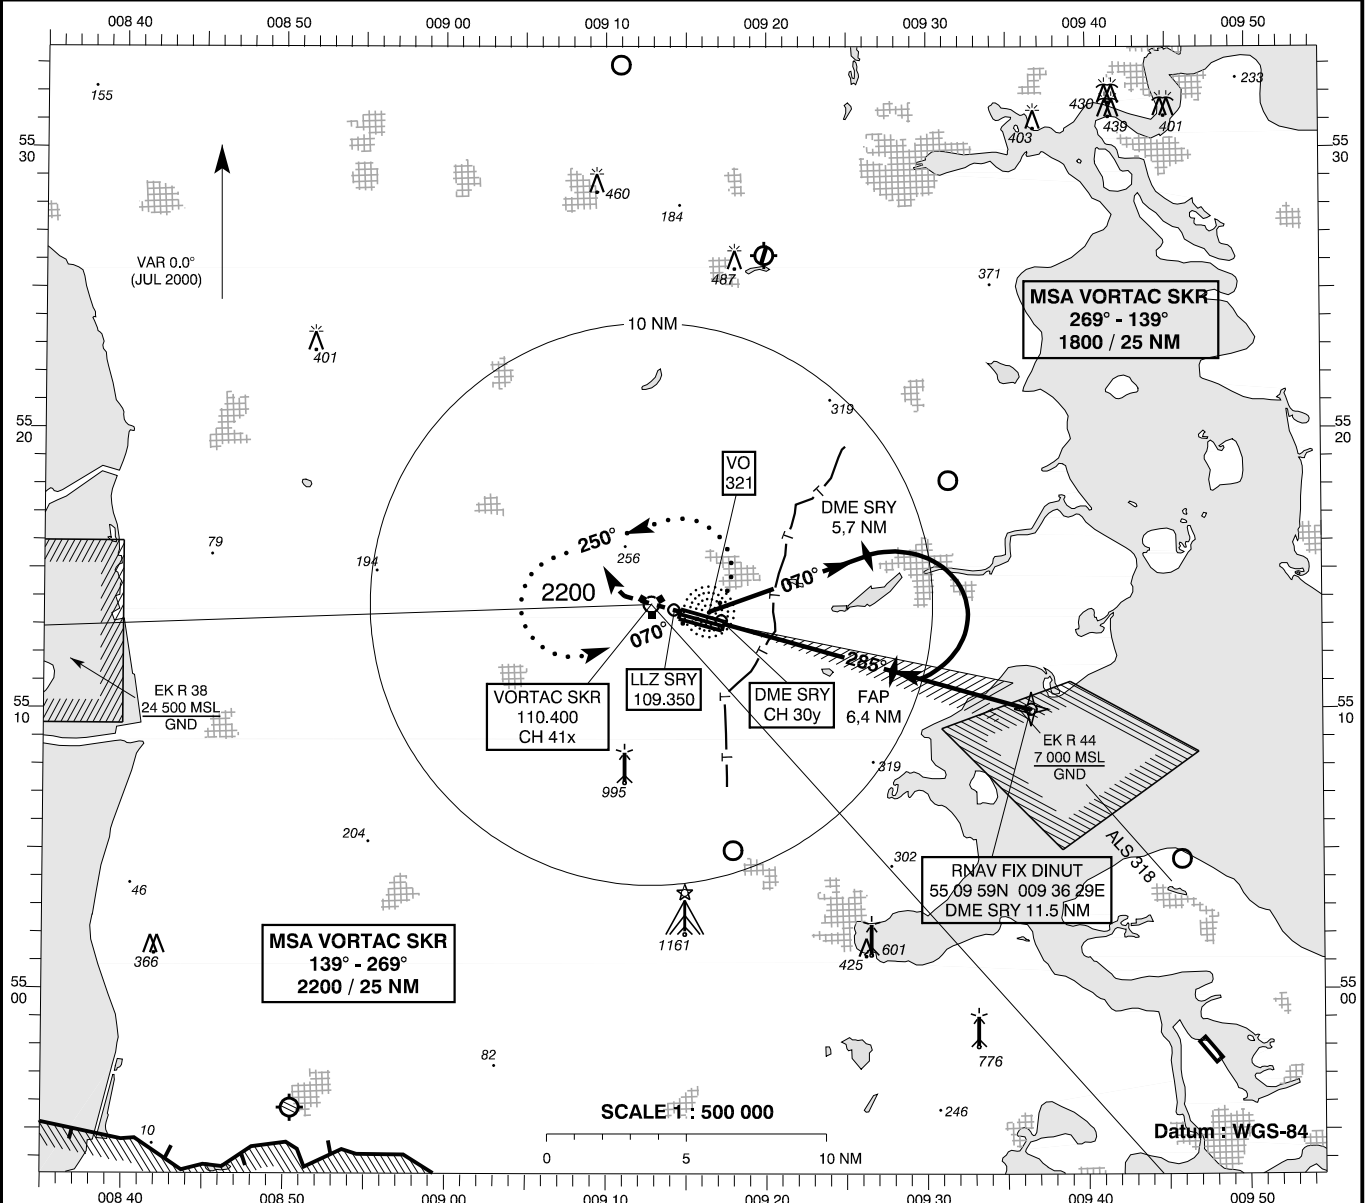 008 40
008 50
009 00
009 10
009 20
009 30
009 40
009 50
155
233
430
439
401
403
55
30
55
30
460
184
VAR 0.0°
(JUL 2000)
487
371
MSA VORTAC SKR
269° - 139°
1800 / 25 NM
10 NM
401
319
55
20
55
20
VO
321
DME SRY
5,7 NM
79
194
250°
256
2200
070°
070°
285°
EK R 38
24 500 MSL
GND
VORTAC SKR
110.400
CH 41x
LLZ SRY
109.350
DME SRY
CH 30y
FAP
6,4 NM
55
10
55
10
T
T
T
T
T
EK R 44
7 000 MSL
GND
995
319
204
302
ALS 318
RNAV FIX DINUT
55 09 59N 009 36 29E
DME SRY 11.5 NM
46
366
MSA VORTAC SKR
139° - 269°
2200 / 25 NM
1161
425
601
55
00
55
00
82
776
SCALE 1 : 500 000
246
Datum : WGS-84
10
0
5
10 NM
008 40
008 50
009 00
009 10
009 20
009 30
009 40
009 50